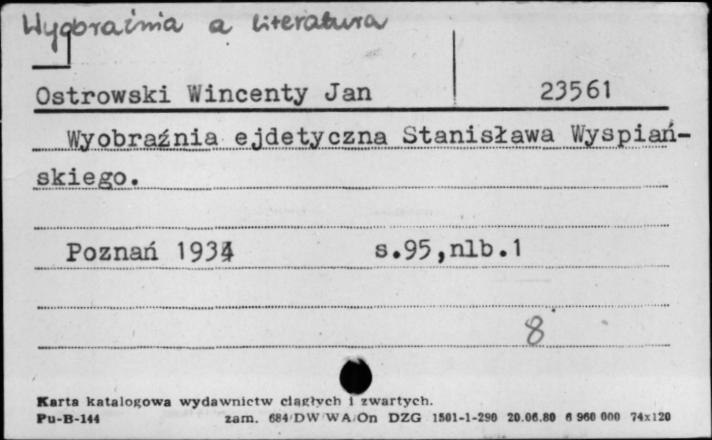 Wyobraźnia a literatura
Ostrowski Wincenty Jan 23561
Wyobraźnia ejdetyczna Stanisława Wyspiań-
skiego.
Poznań 1934 s.95,nlb.1
8
Karta katalogowa wydawnictw ciągłych i zwartych.
Pu-B-144 zam. 684/DW/WA/On DZG 1501-1-290 20.06.80 6 960 000 74x120